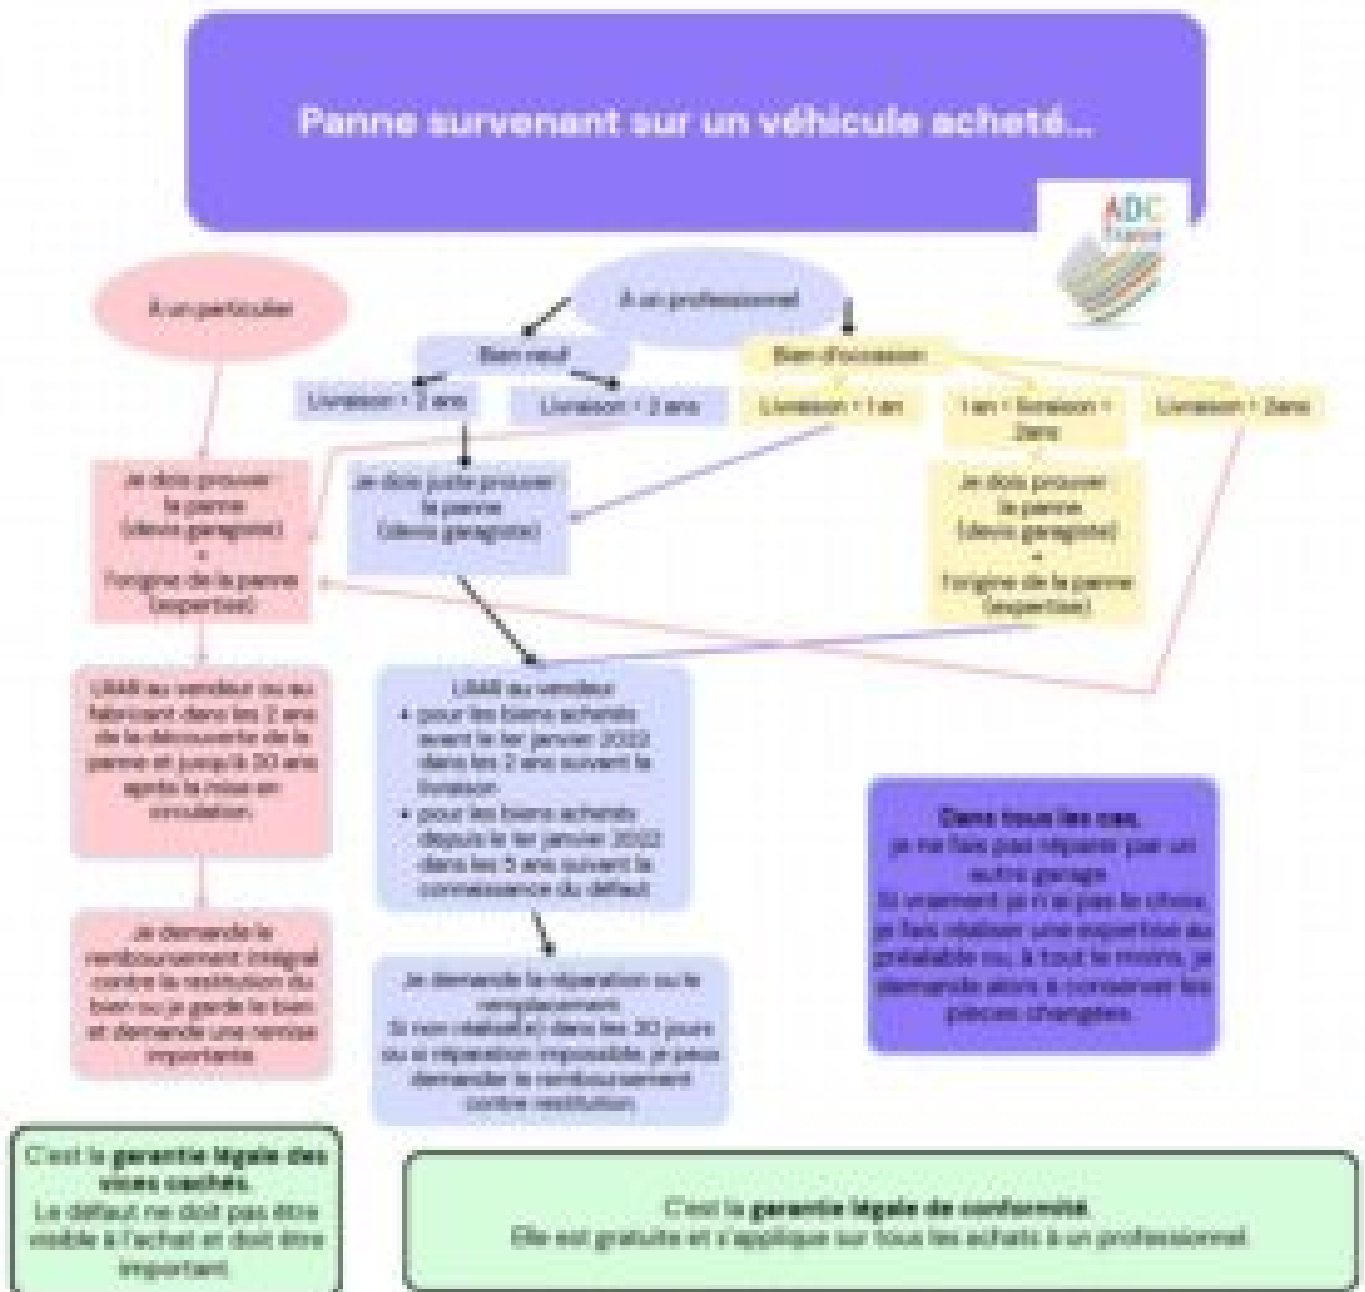 Panne survenant sur un véhicule acheté...
ADC
France
À un particulier
À un professionnel
Bien neuf
Bien d'occasion
Livraison 2 ans
Livraison 2 ans
Livraison 1 an
1 an livraison
2ans
Livraison 2ans
Je dois prouver :
la panne
(devis garagiste)
+
l'origine de la panne
(expertise)
Je dois juste prouver :
la panne
(devis garagiste)
Je dois prouver :
la panne
(devis garagiste)
+
l'origine de la panne
(expertise)
LRAR au vendeur ou au
fabricant dans les 2 ans
de la découverte de la
panne et jusqu'à 20 ans
après la mise en
circulation.
LRAR au vendeur
• pour les biens achetés
avant le 1er janvier 2022
dans les 2 ans suivant la
livraison
• pour les biens achetés
depuis le 1er janvier 2022
dans les 5 ans suivant la
connaissance du défaut
Dans tous les cas,
je ne fais pas réparer par un
autre garage
Si vraiment je n'ai pas le choix,
je fais réaliser une expertise au
préalable ou, à tout le moins, je
demande alors à conserver les
pièces changées.
Je demande le
remboursement intégral
contre la restitution du
bien ou je garde le bien
et demande une remise
importante.
Je demande la réparation ou le
remplacement.
Si non réalisé(e) dans les 30 jours
ou si réparation impossible, je peux
demander le remboursement
contre restitution.
C'est la garantie légale des
vices cachés.
Le défaut ne doit pas être
visible à l'achat et doit être
important.
C'est la garantie légale de conformité.
Elle est gratuite et s'applique sur tous les achats à un professionnel.